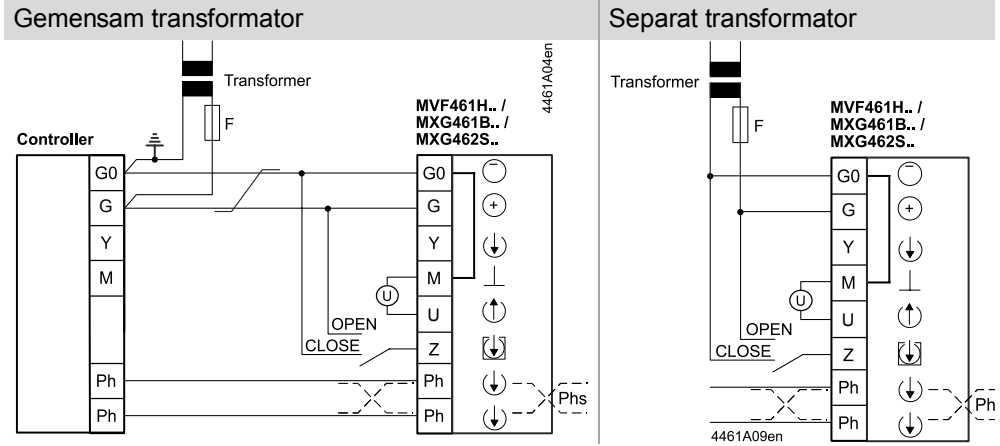 Gemensam transformator
Transformer
F
4461A04en
Controller
MVF461H.. /
MXG461B.. /
MXG462S..
G0
G
Y
M
Ph
Ph
G0
G
Y
M
U
Z
Ph
Ph
U
OPEN
CLOSE
Phs
Separat transformator
Transformer
F
MVF461H.. /
MXG461B.. /
MXG462S..
G0
G
Y
M
U
Z
Ph
Ph
U
OPEN
CLOSE
Ph
4461A09en